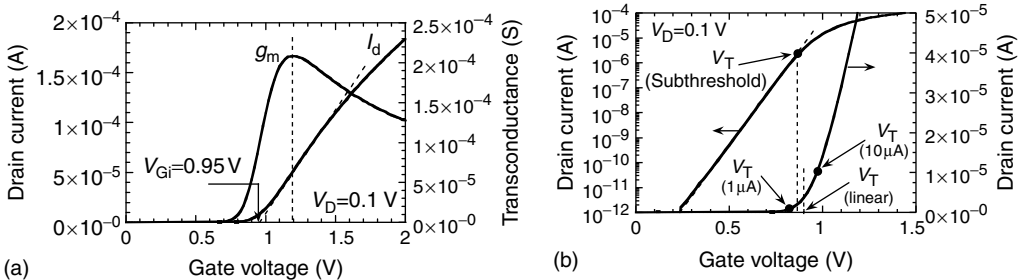 Drain current (A)
2×10⁻⁴
1.5×10⁻⁴
1×10⁻⁴
5×10⁻⁵
0×10⁻⁰
gₘ
I_d
V_Gi=0.95 V
V_D=0.1 V
2.5×10⁻⁴
2×10⁻⁴
1.5×10⁻⁴
1×10⁻⁴
5×10⁻⁵
0×10⁻⁰
Transconductance (S)
0 0.5 1 1.5 2
Gate voltage (V)
(a)
Drain current (A)
10⁻⁴
10⁻⁵
10⁻⁶
10⁻⁷
10⁻⁸
10⁻⁹
10⁻¹⁰
10⁻¹¹
10⁻¹²
V_D=0.1 V
V_T
(Subthreshold)
V_T
(10μA)
V_T
(1μA)
V_T
(linear)
5×10⁻⁵
4×10⁻⁵
3×10⁻⁵
2×10⁻⁵
1×10⁻⁵
0×10⁰
Drain current (A)
0 0.5 1 1.5
Gate voltage (V)
(b)